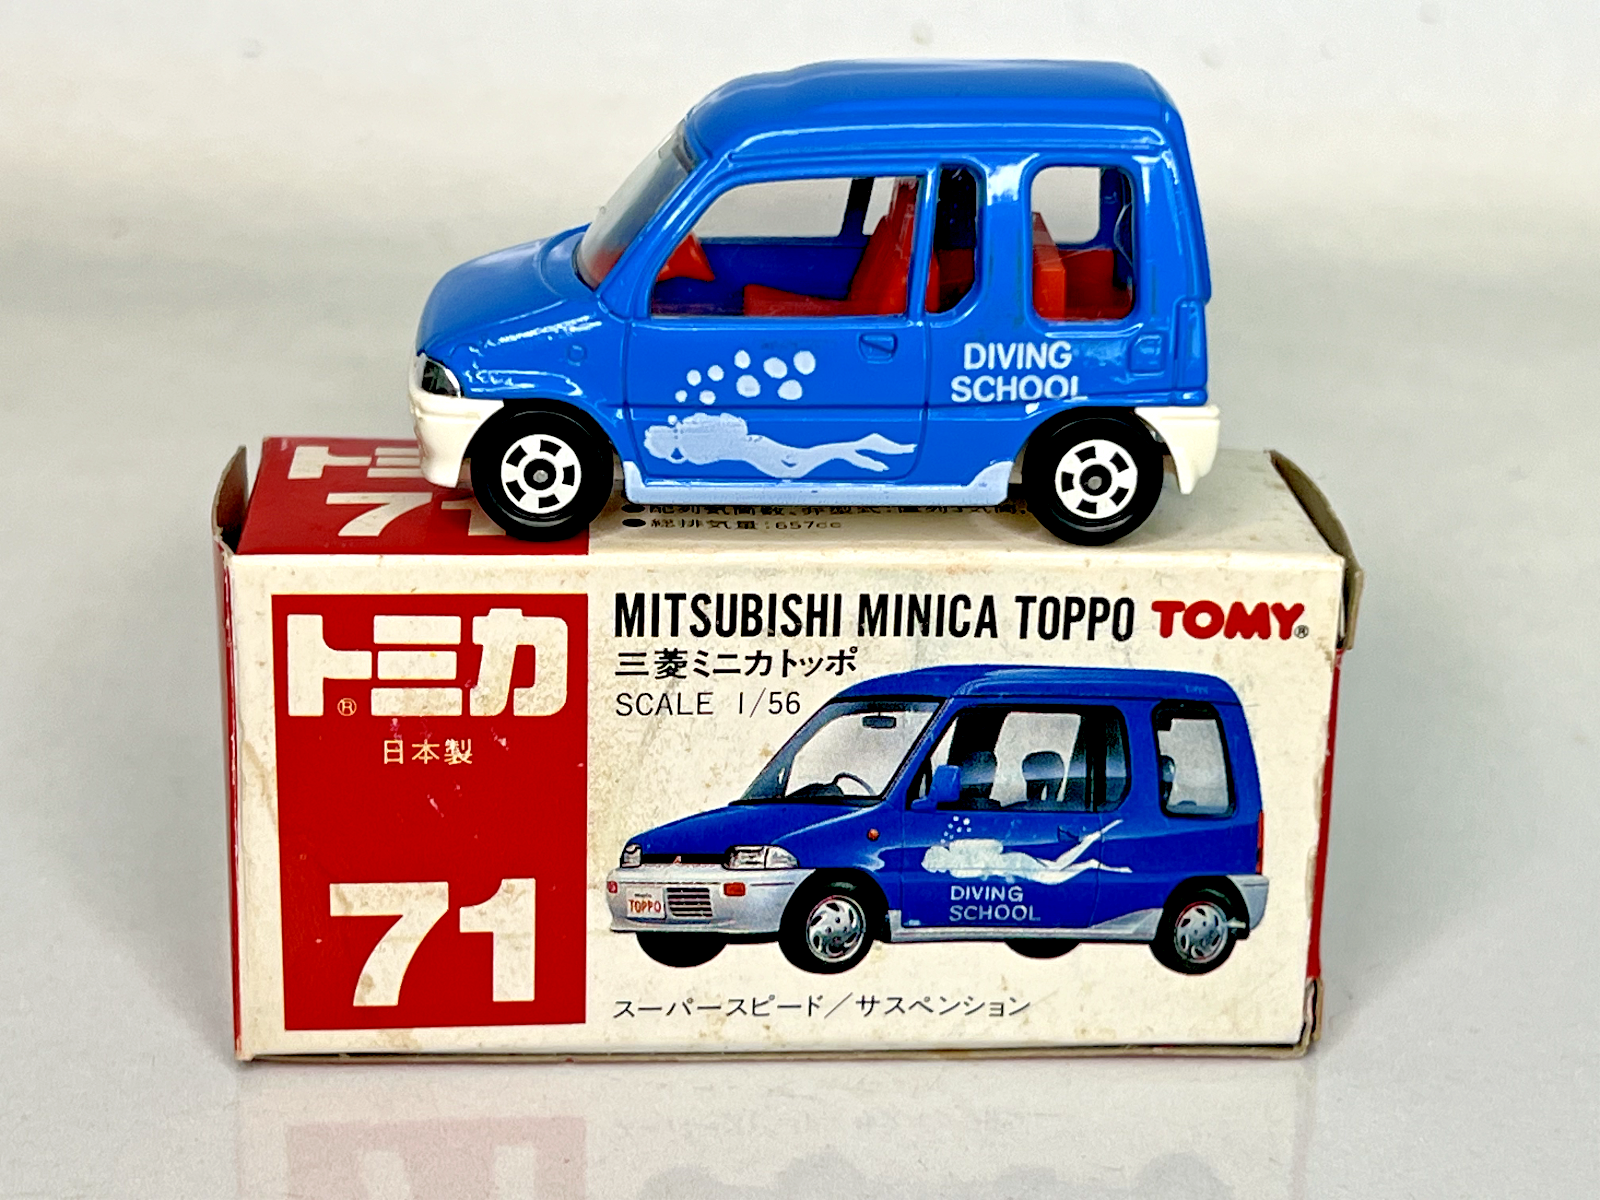 DIVING
SCHOOL
トミカ
71
●総排気量:657cc
トミカ®
日本製
71
MITSUBISHI MINICA TOPPO TOMY®
三菱ミニカトッポ
SCALE 1/56
TOPPO
DIVING
SCHOOL
スーパースピード/サスペンション